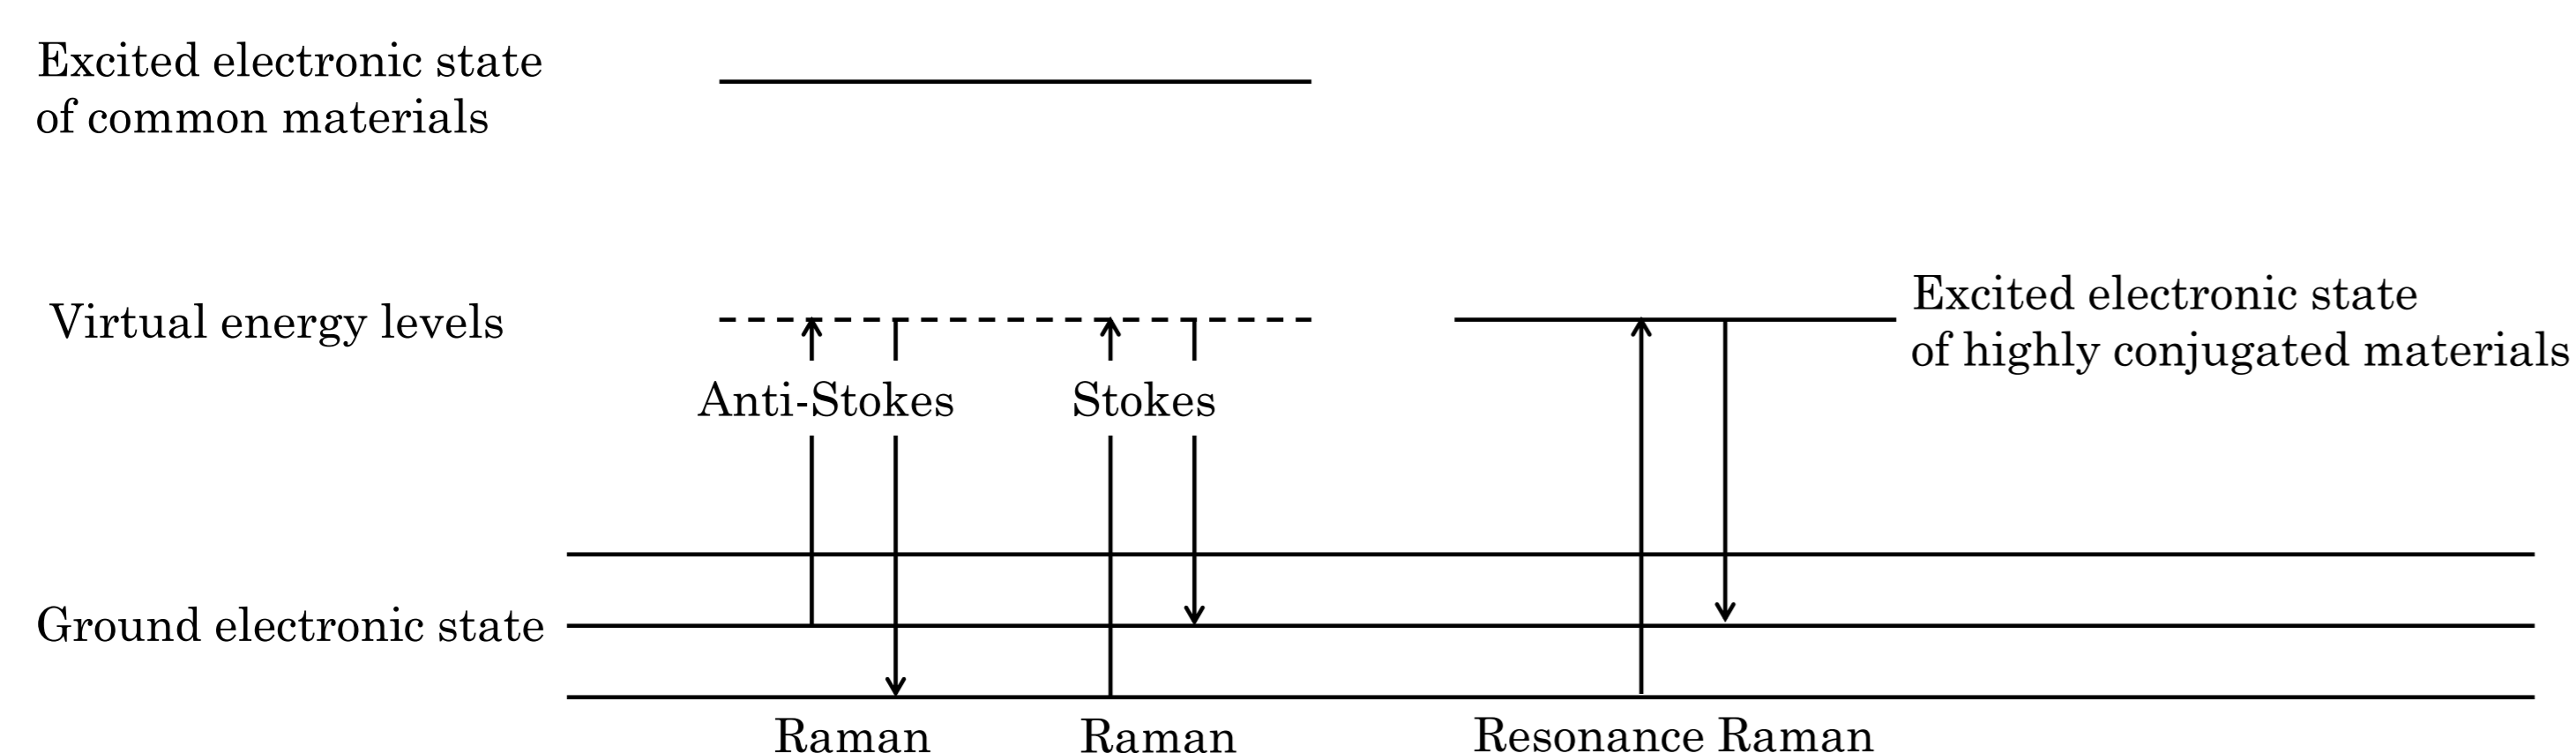 Excited electronic state
of common materials
Virtual energy levels
Excited electronic state
of highly conjugated materials
Anti-Stokes
Stokes
Ground electronic state
Raman
Raman
Resonance Raman